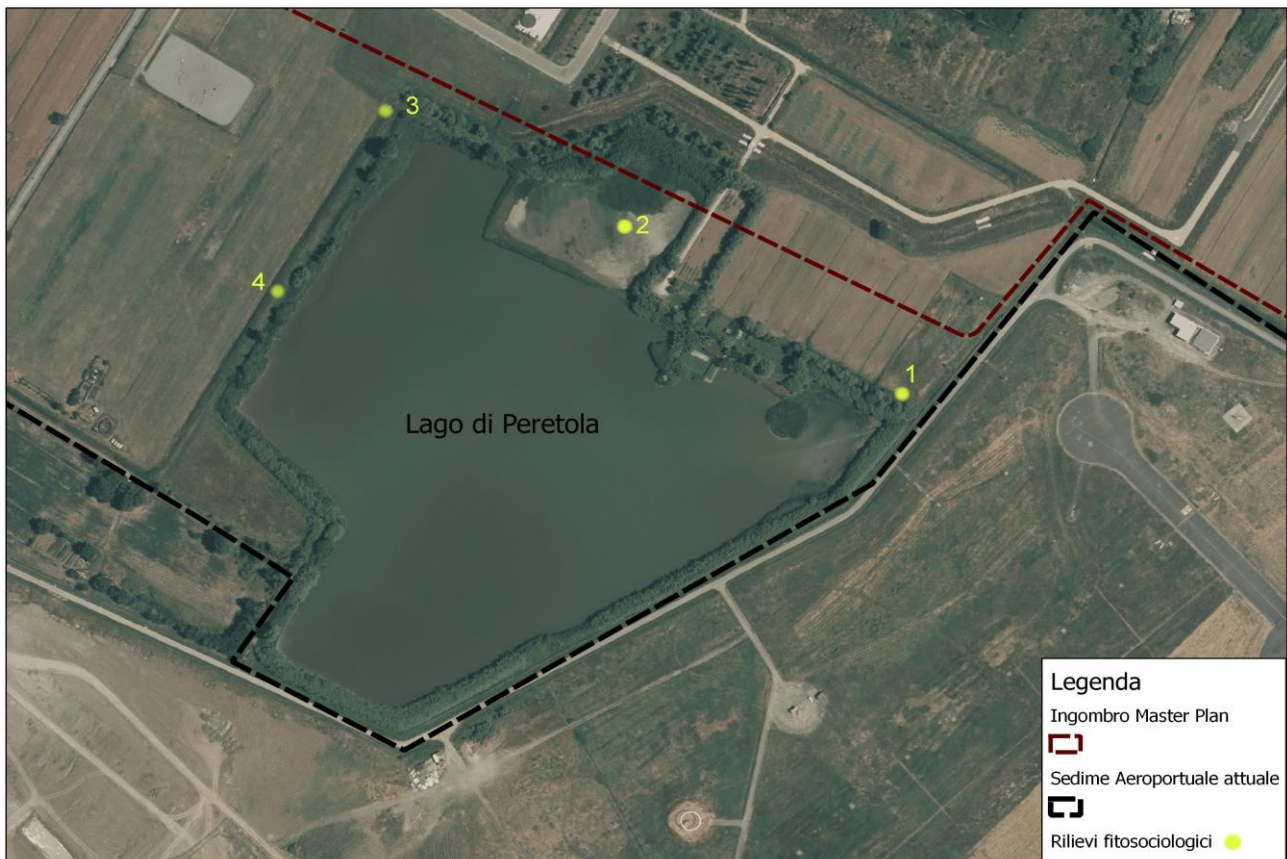 3
2
4
1
Lago di Peretola
Legenda
Ingombro Master Plan
Sedime Aeroportuale attuale
Rilievi fitosociologici